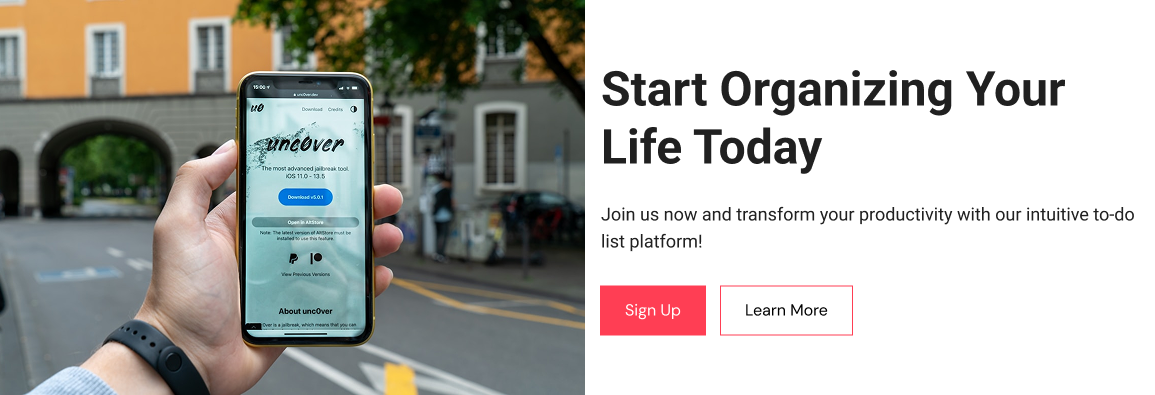 15:00
unc0ver.dev
u0
Download Credits
unc0ver
The most advanced jailbreak tool.
iOS 11.0 - 13.5
Download v5.0.1
Open in AltStore
Note: The latest version of AltStore must be
installed to use this feature.
View Previous Versions
About unc0ver
is a jailbreak, which means that you can
Start Organizing Your
Life Today
Join us now and transform your productivity with our intuitive to-do
list platform!
Sign Up
Learn More